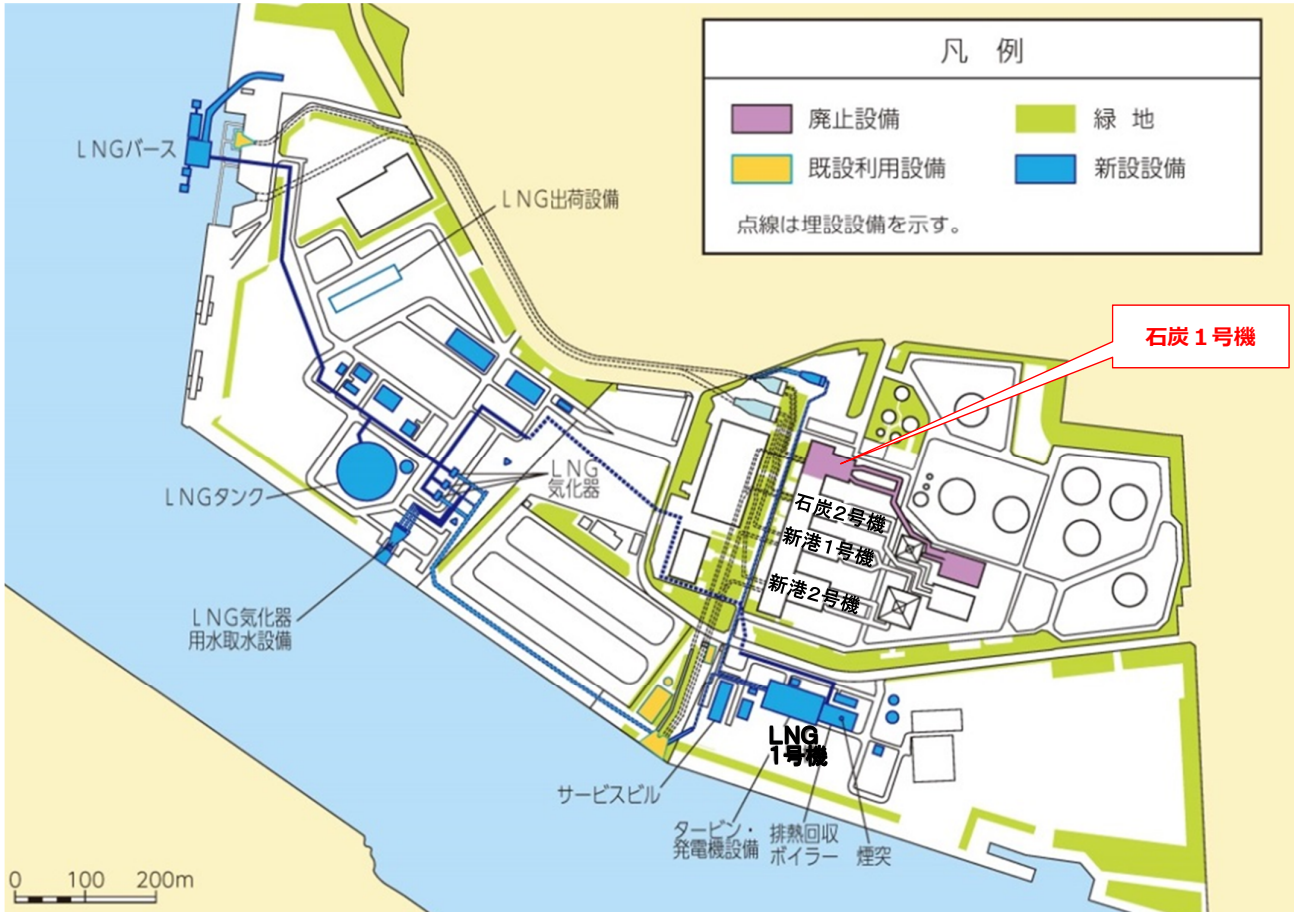 凡 例
廃止設備
緑 地
既設利用設備
新設設備
点線は埋設設備を示す。
LNGバース
LNG出荷設備
石炭1号機
LNGタンク
LNG
気化器
石炭2号機
新港1号機
新港2号機
LNG気化器
用水取水設備
LNG
1号機
サービスビル
タービン・
発電機設備
排熱回収
ボイラー
煙突
0 100 200m